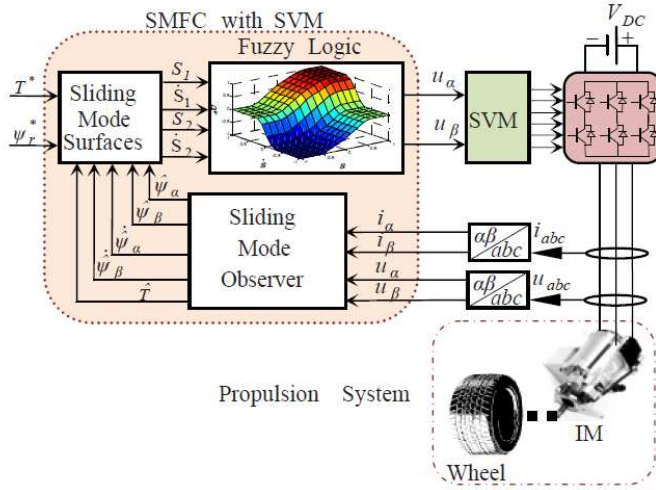 SMFC with SVM
Fuzzy Logic
V_DC
− +
T*
ψ_r*
Sliding
Mode
Surfaces
S_1
Ṡ_1
S_2
Ṡ_2
ṡ
s
u_α
u_β
SVM
ψ̂_α
ψ̂_β
ψ̂̇_α
ψ̂̇_β
T̂
Sliding
Mode
Observer
i_α
i_β
u_α
u_β
αβ
abc
i_abc
αβ
abc
u_abc
Propulsion System
IM
Wheel